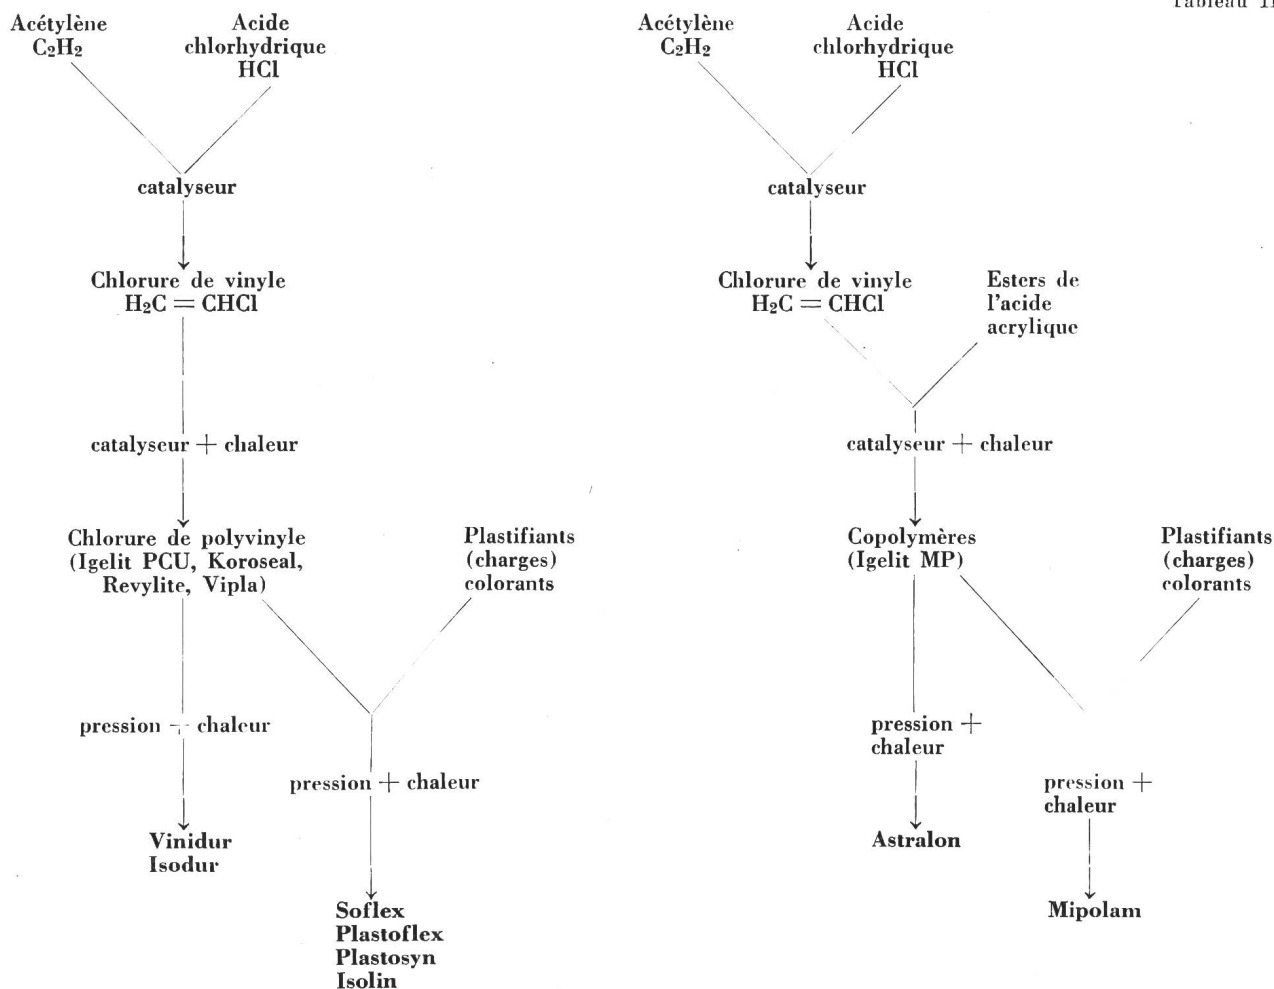 Tableau II
Acétylène
C2H2
Acide
chlorhydrique
HCl
catalyseur
Chlorure de vinyle
H2C = CHCl
catalyseur + chaleur
Chlorure de polyvinyle
(Igelit PCU, Koroseal,
Revylite, Vipla)
Plastifiants
(charges)
colorants
pression + chaleur
pression + chaleur
Vinidur
Isodur
Soflex
Plastoflex
Plastosyn
Isolin
Acétylène
C2H2
Acide
chlorhydrique
HCl
catalyseur
Chlorure de vinyle
H2C = CHCl
Esters de
l'acide
acrylique
catalyseur + chaleur
Copolymères
(Igelit MP)
Plastifiants
(charges)
colorants
pression +
chaleur
pression +
chaleur
Astralon
Mipolam